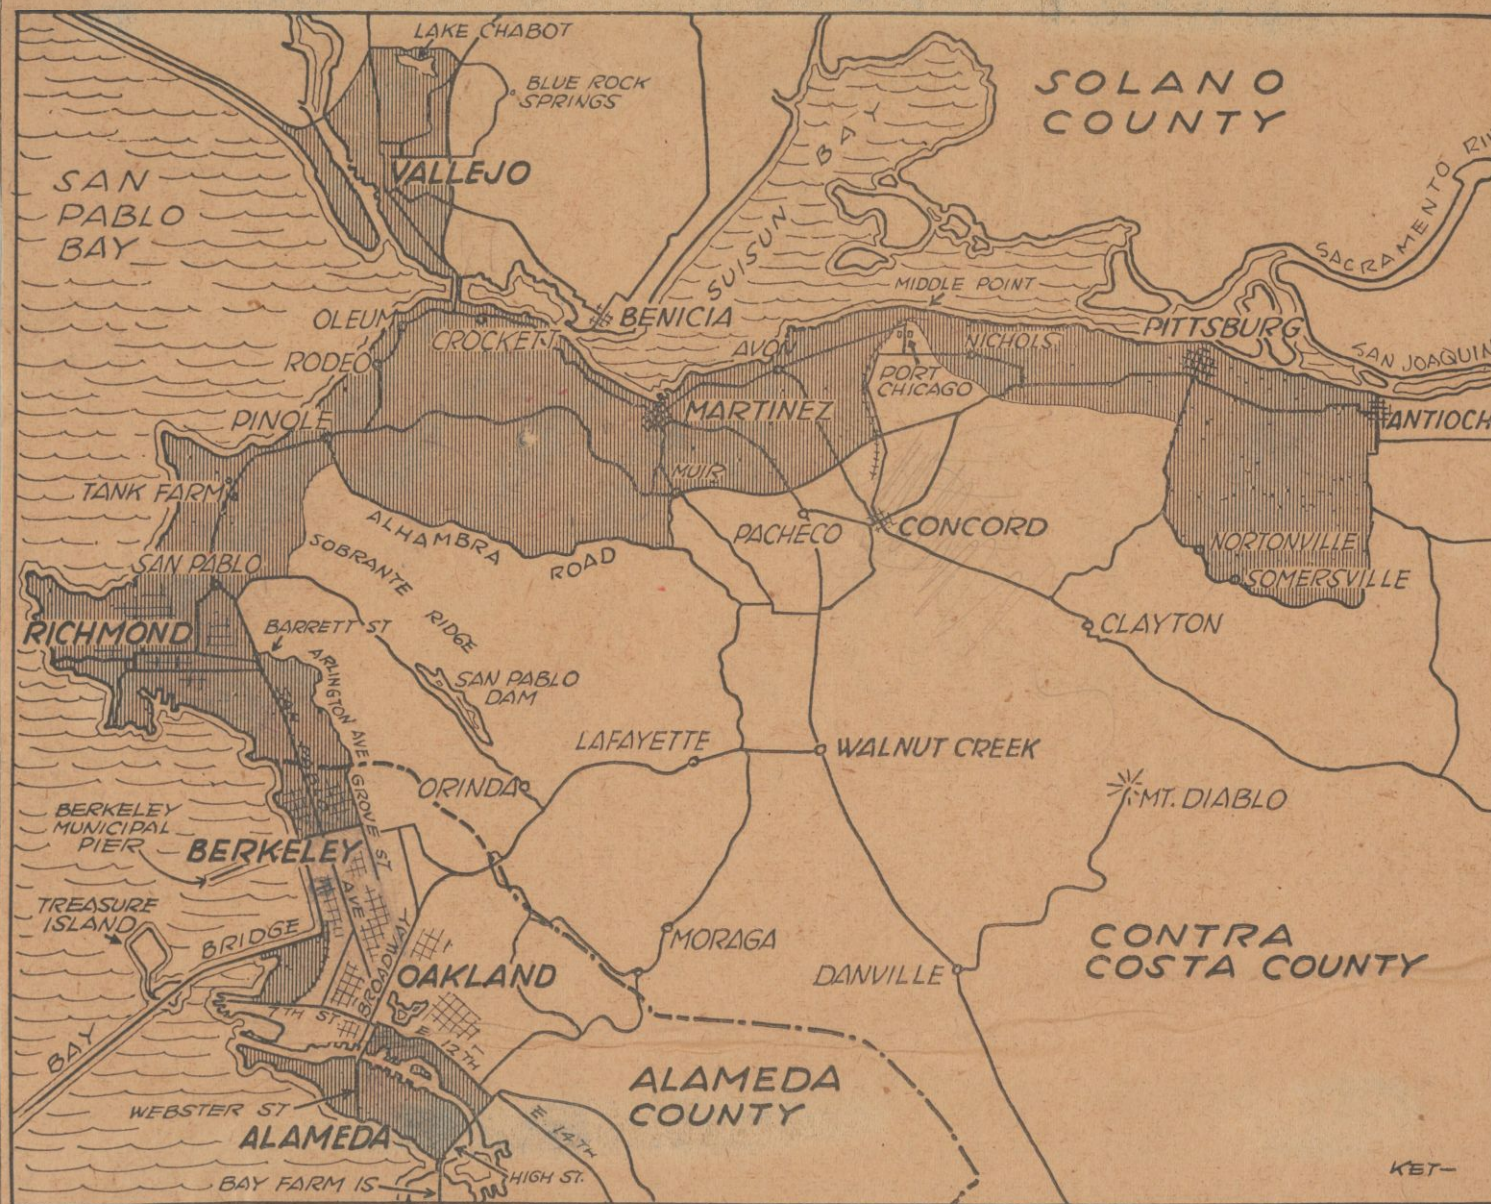 LAKE CHABOT
BLUE ROCK
SPRINGS
SOLANO
COUNTY
VALLEJO
SAN
PABLO
BAY
SUISUN BAY
SACRAMENTO
MIDDLE POINT
OLEUM
CROCKETT
BENICIA
PITTSBURG
RODEO
AVON
NICHOLS
SAN JOAQUIN
PORT
CHICAGO
PINOLE
MARTINEZ
ANTIOCH
TANK FARM
MUIR
ALHAMBRA ROAD
PACHECO
CONCORD
NORTONVILLE
SOMERSVILLE
SAN PABLO
SOBRANTE RIDGE
RICHMOND
BARRETT ST
CLAYTON
ARLINGTON AVE
SAN PABLO
DAM
SAN PABLO AVE
LAFAYETTE
WALNUT CREEK
ORINDA
GROVE ST
MT. DIABLO
BERKELEY
MUNICIPAL
PIER
BERKELEY
TREASURE
ISLAND
BAY BRIDGE
BROADWAY
OAKLAND
MORAGA
DANVILLE
CONTRA
COSTA COUNTY
7TH ST
E 12TH
ALAMEDA
COUNTY
WEBSTER ST
ALAMEDA
E 14TH
HIGH ST.
BAY FARM IS
KET-